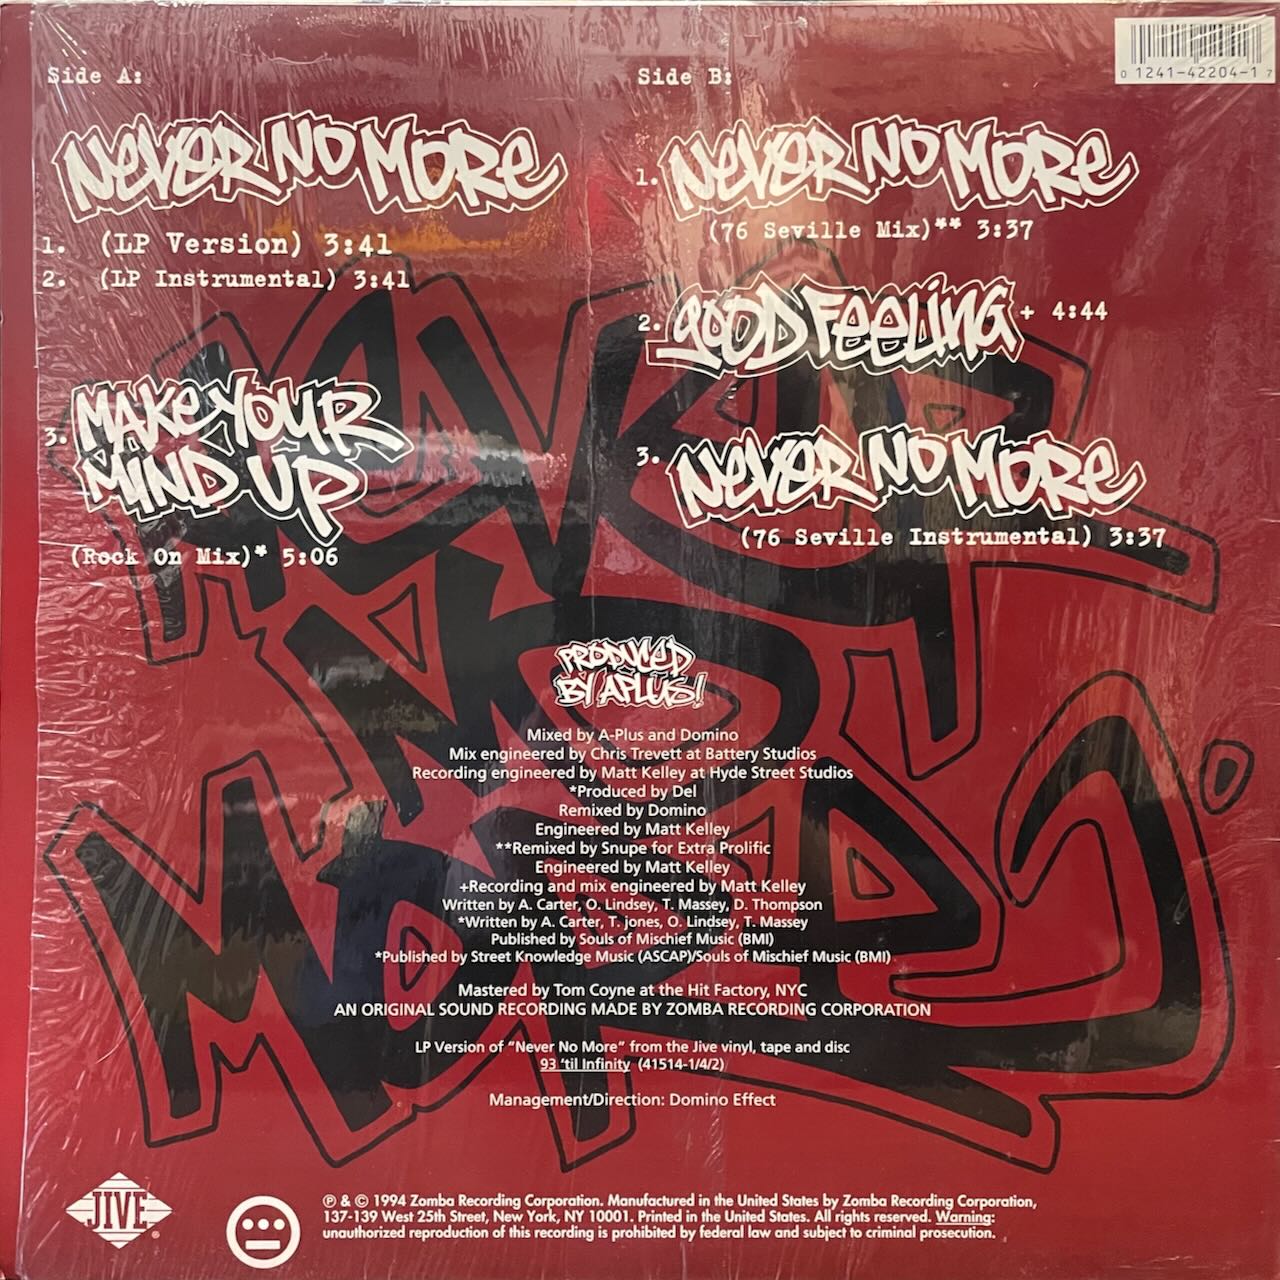 Side A:
NEVER NO MORE
1. (LP Version) 3:41
2. (LP Instrumental) 3:41
3. MAKE YOUR
MIND UP
(Rock On Mix)* 5:06
Side B:
1. NEVER NO MORE
(76 Seville Mix)** 3:37
2. GOOD FEELING + 4:44
3. NEVER NO MORE
(76 Seville Instrumental) 3:37
0 1241-42204-1 7
PRODUCED
BY APLUS!
Mixed by A-Plus and Domino
Mix engineered by Chris Trevett at Battery Studios
Recording engineered by Matt Kelley at Hyde Street Studios
*Produced by Del
Remixed by Domino
Engineered by Matt Kelley
**Remixed by Snupe for Extra Prolific
Engineered by Matt Kelley
+Recording and mix engineered by Matt Kelley
Written by A. Carter, O. Lindsey, T. Massey, D. Thompson
*Written by A. Carter, T. jones, O. Lindsey, T. Massey
Published by Souls of Mischief Music (BMI)
*Published by Street Knowledge Music (ASCAP)/Souls of Mischief Music (BMI)
Mastered by Tom Coyne at the Hit Factory, NYC
AN ORIGINAL SOUND RECORDING MADE BY ZOMBA RECORDING CORPORATION
LP Version of "Never No More" from the Jive vinyl, tape and disc
93 'til Infinity (41514-1/4/2)
Management/Direction: Domino Effect
JIVE ®
℗ & © 1994 Zomba Recording Corporation. Manufactured in the United States by Zomba Recording Corporation,
137-139 West 25th Street, New York, NY 10001. Printed in the United States. All rights reserved. Warning:
unauthorized reproduction of this recording is prohibited by federal law and subject to criminal prosecution.